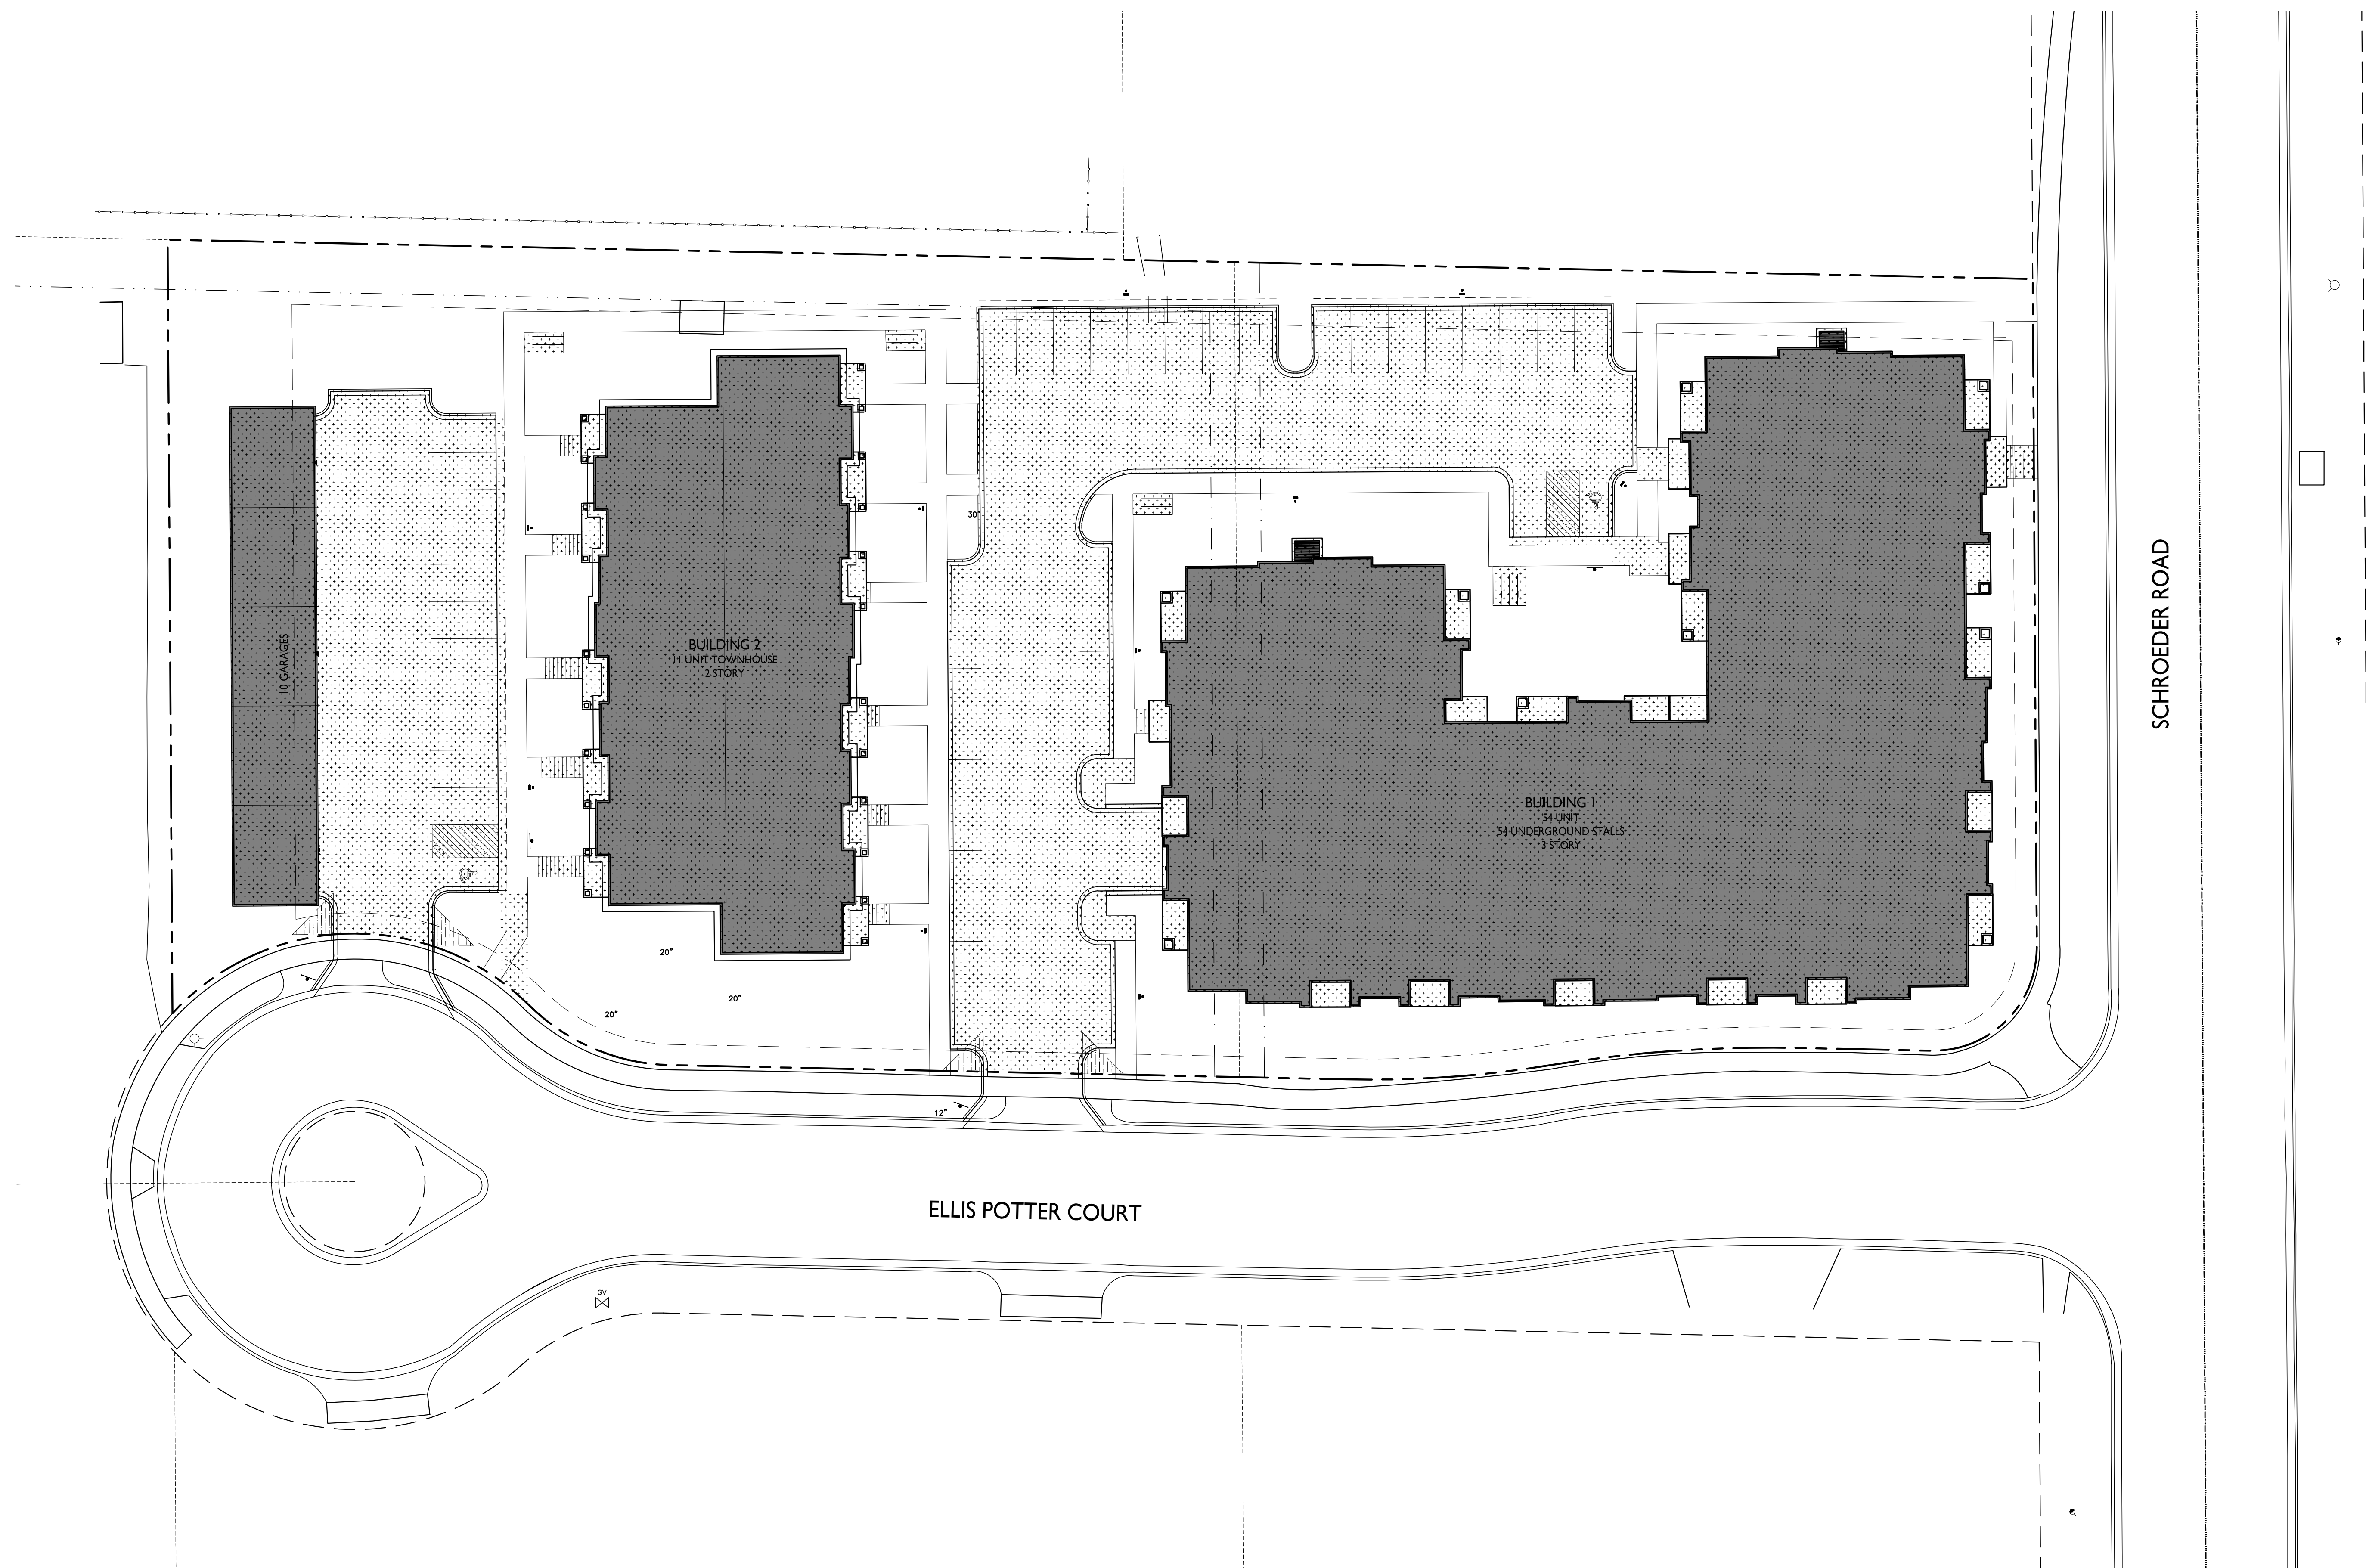 30"
10 GARAGES
BUILDING 2
11 UNIT TOWNHOUSE
2 STORY
SCHROEDER ROAD
BUILDING 1
54 UNIT
54 UNDERGROUND STALLS
3 STORY
20"
20"
20"
12"
ELLIS POTTER COURT
GV